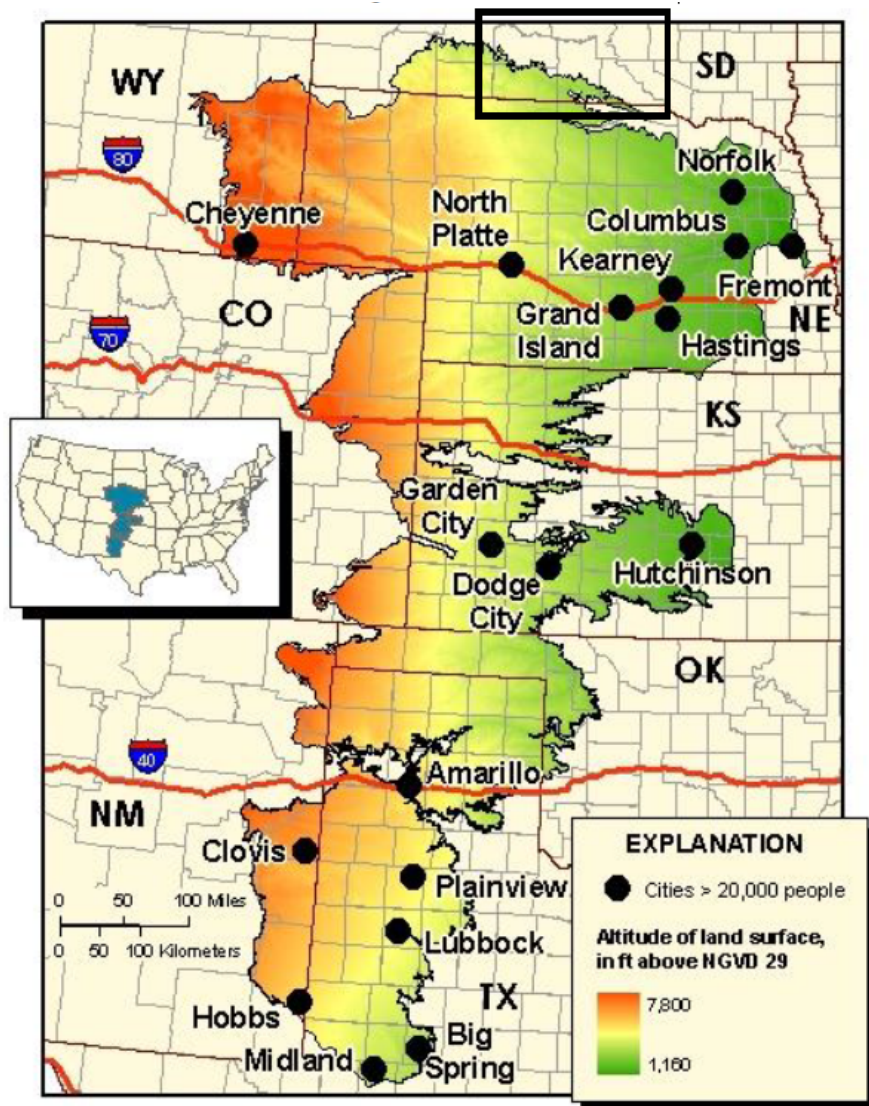 SD
WY
80
Norfolk
Cheyenne
North
Platte
Columbus
Kearney
Fremont
CO
Grand
Island
NE
70
Hastings
KS
Garden
City
Dodge
City
Hutchinson
OK
40
Amarillo
NM
Clovis
EXPLANATION
Plainview
Cities > 20,000 people
0 50 100 Miles
Lubbock
0 50 100 Kilometers
Altitude of land surface,
in ft above NGVD 29
TX
Hobbs
7,800
Big
Spring
Midland
1,160